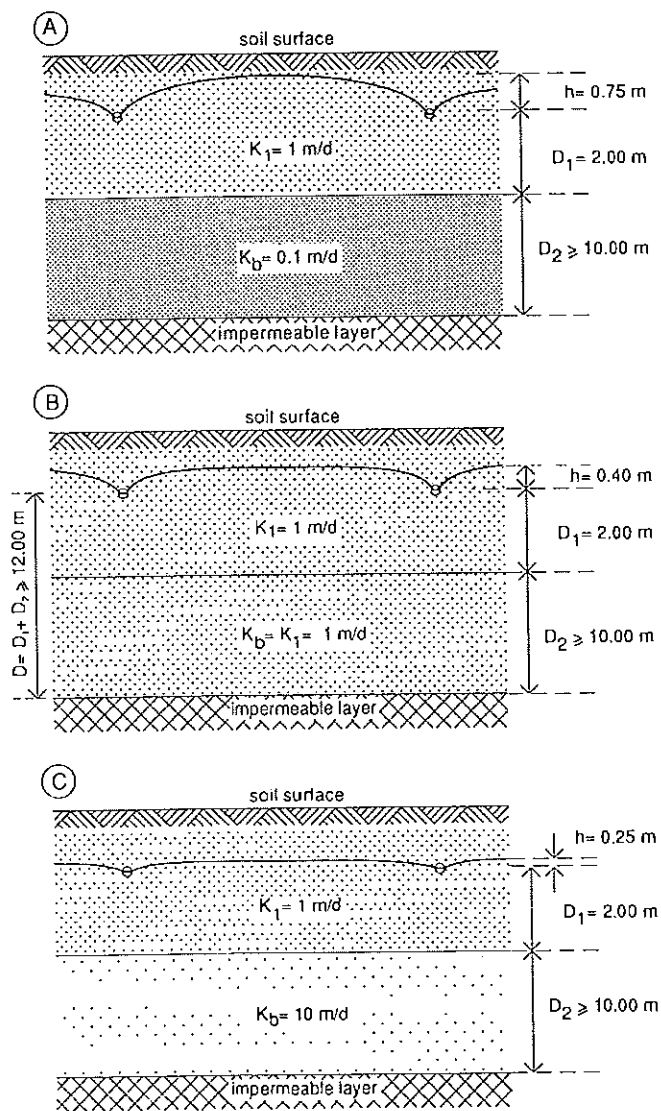 A
soil surface
h= 0.75 m
K1= 1 m/d
D1= 2.00 m
Kb= 0.1 m/d
D2 ⩾ 10.00 m
impermeable layer
B
soil surface
h= 0.40 m
K1= 1 m/d
D1= 2.00 m
D= D1+ D2 ⩾ 12.00 m
Kb= K1= 1 m/d
D2 ⩾ 10.00 m
impermeable layer
C
soil surface
h= 0.25 m
K1= 1 m/d
D1= 2.00 m
Kb= 10 m/d
D2 ⩾ 10.00 m
impermeable layer